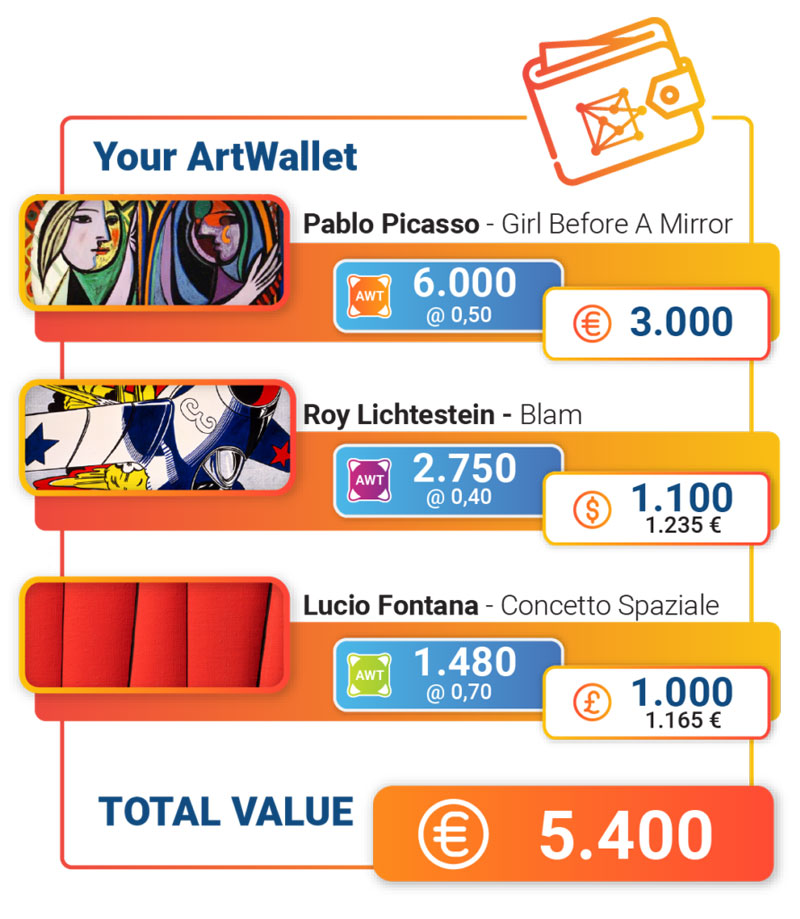 Your ArtWallet
Pablo Picasso - Girl Before A Mirror
AWT
6.000
@ 0,50
€ 3.000
Roy Lichtestein - Blam
AWT
2.750
@ 0,40
$ 1.100
1.235 €
Lucio Fontana - Concetto Spaziale
AWT
1.480
@ 0,70
£ 1.000
1.165 €
TOTAL VALUE
€ 5.400